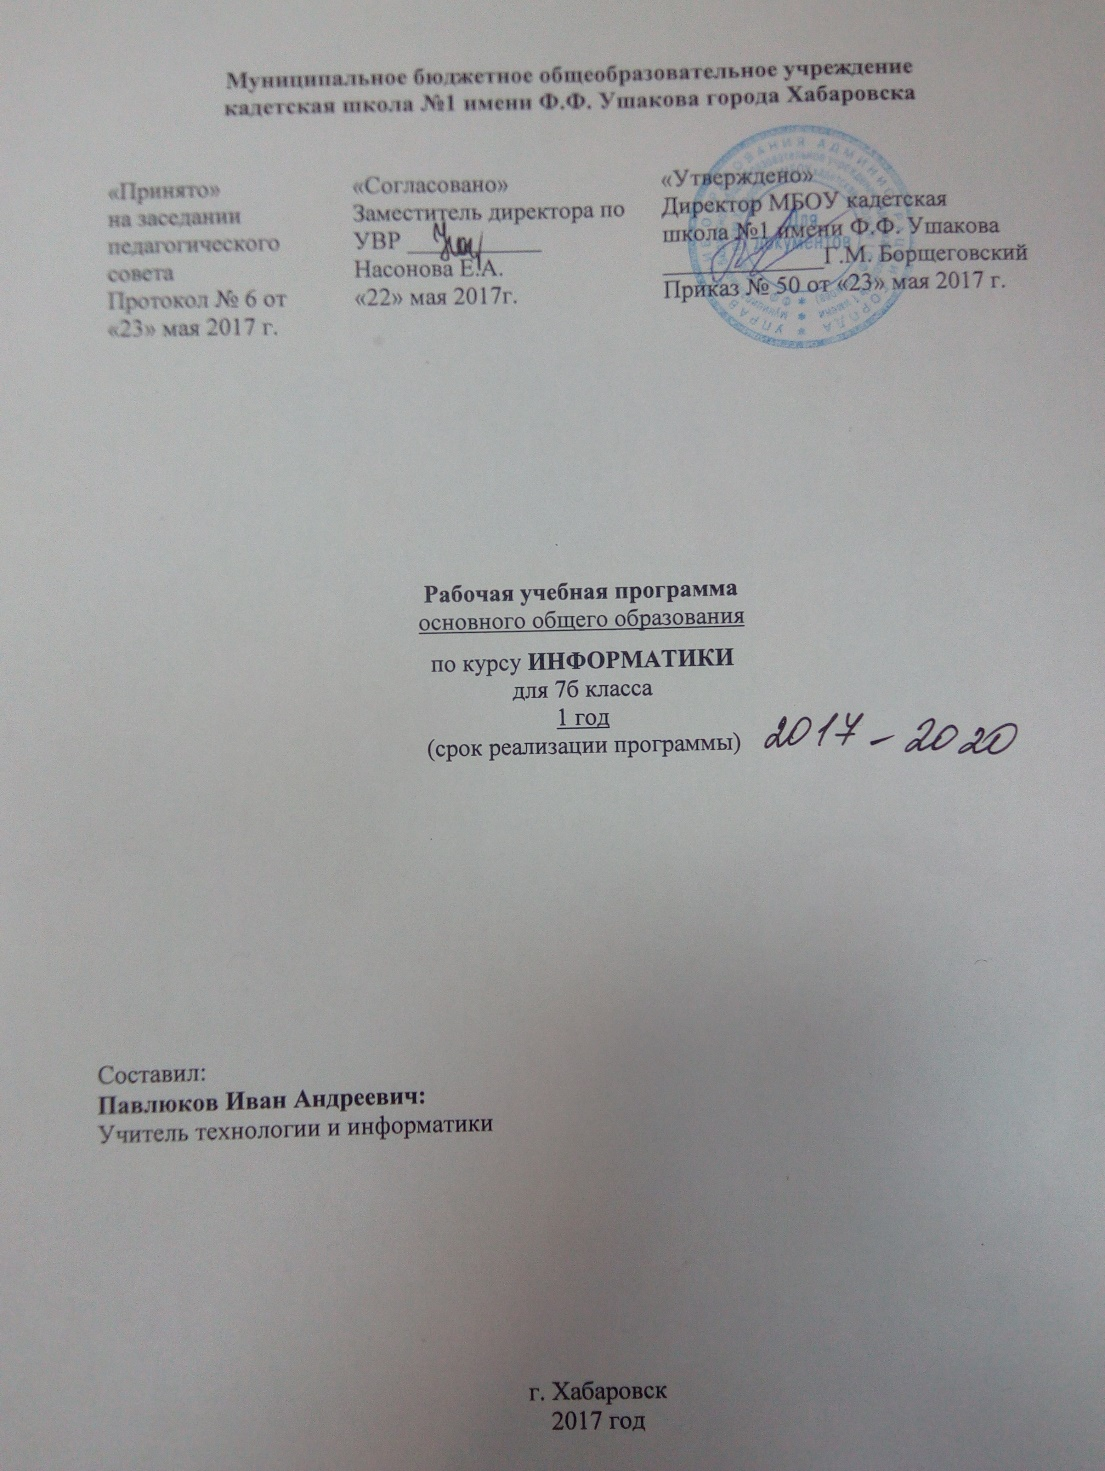 Муниципальное бюджетное общеобразовательное учреждение
кадетская школа №1 имени Ф.Ф. Ушакова города Хабаровска
«Принято»
на заседании
педагогического
совета
Протокол № 6 от
«23» мая 2017 г.
«Согласовано»
Заместитель директора по
УВР ___________
Насонова Е.А.
«22» мая 2017г.
«Утверждено»
Директор МБОУ кадетская
школа №1 имени Ф.Ф. Ушакова
_____________Г.М. Борщеговский
Приказ № 50 от «23» мая 2017 г.
Для
документов
Рабочая учебная программа
основного общего образования
по курсу ИНФОРМАТИКИ
для 7б класса
1 год
(срок реализации программы) 2017 - 2020
Составил:
Павлюков Иван Андреевич:
Учитель технологии и информатики
г. Хабаровск
2017 год